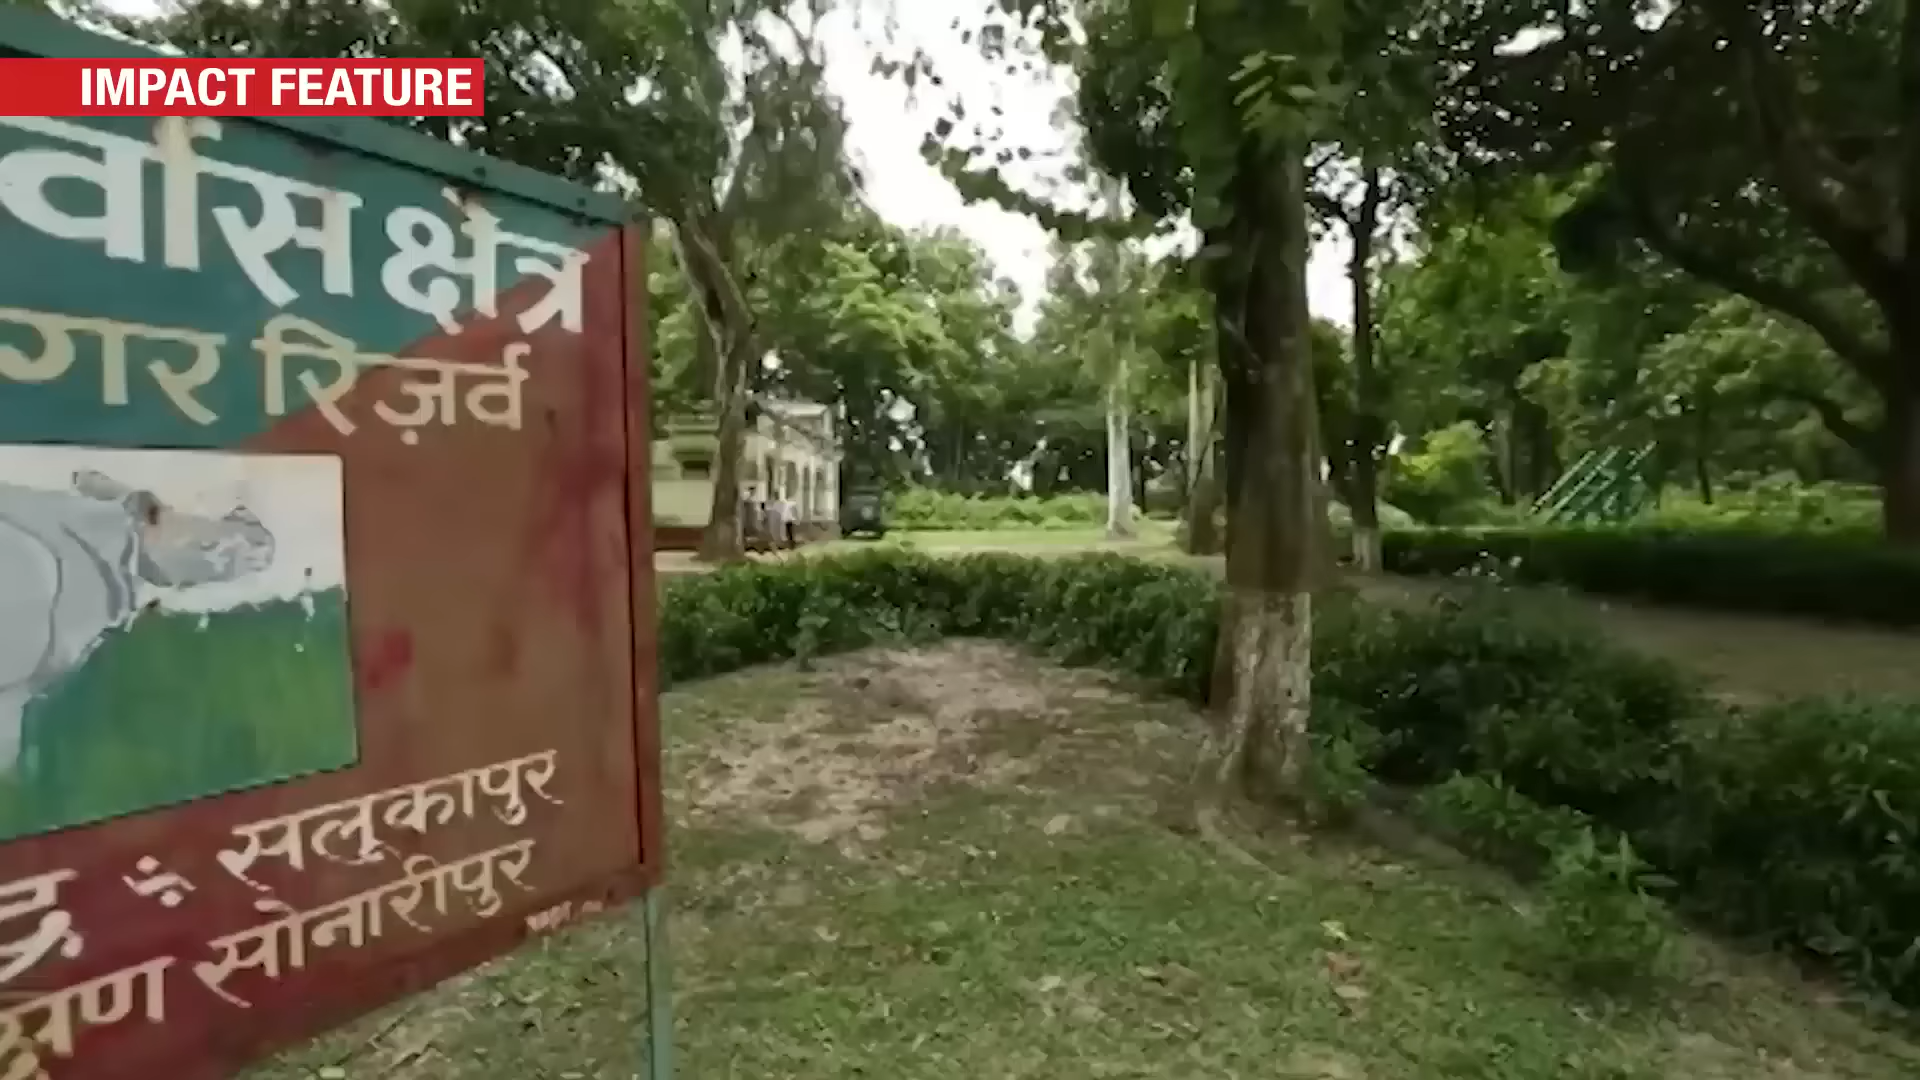 IMPACT FEATURE
र्वास क्षेत्र
गर रिज़र्व
सलूकापुर
सोनारीपुर